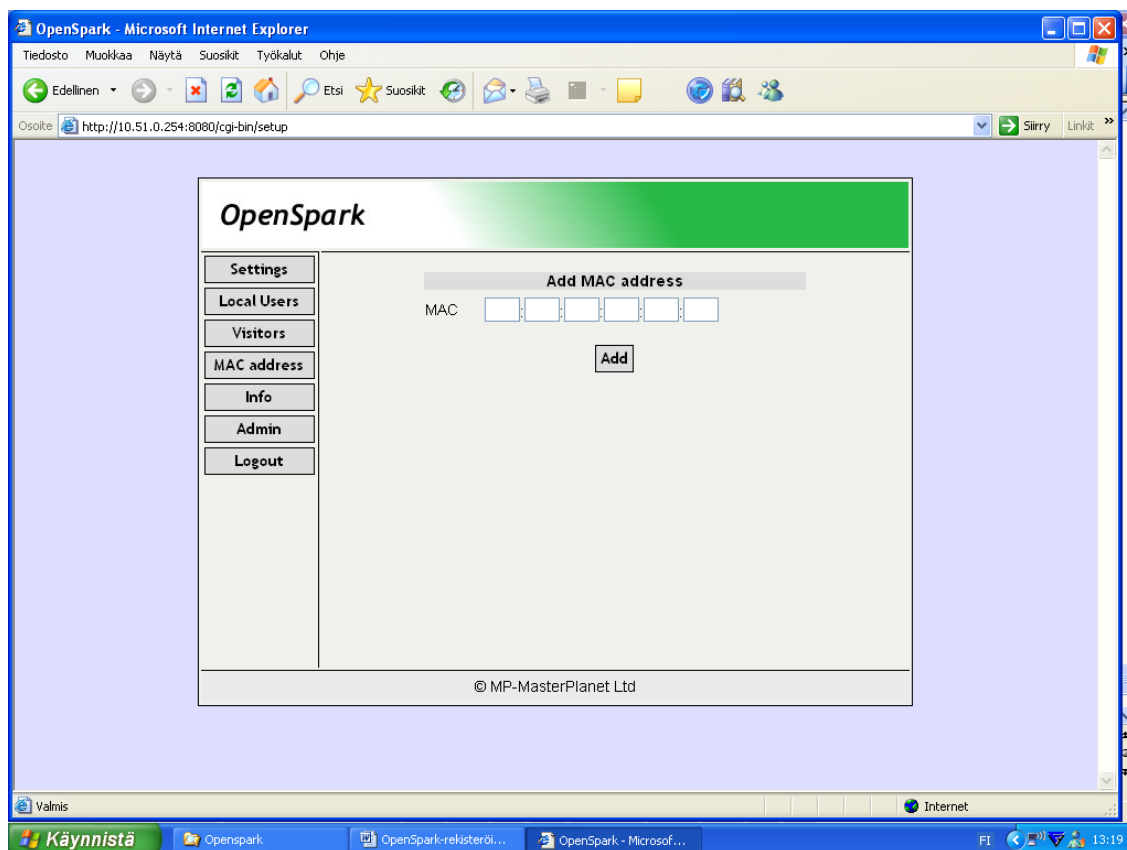 OpenSpark - Microsoft Internet Explorer
Tiedosto Muokkaa Näytä Suosikit Työkalut Ohje
Edellinen Etsi Suosikit
Osoite http://10.51.0.254:8080/cgi-bin/setup Siirry Linkit »
OpenSpark
Settings
Local Users
Visitors
MAC address
Info
Admin
Logout
Add MAC address
MAC : : : : :
Add
© MP-MasterPlanet Ltd
Valmis Internet
Käynnistä Openspark OpenSpark-rekisteröi... OpenSpark - Microsof... FI 13:19